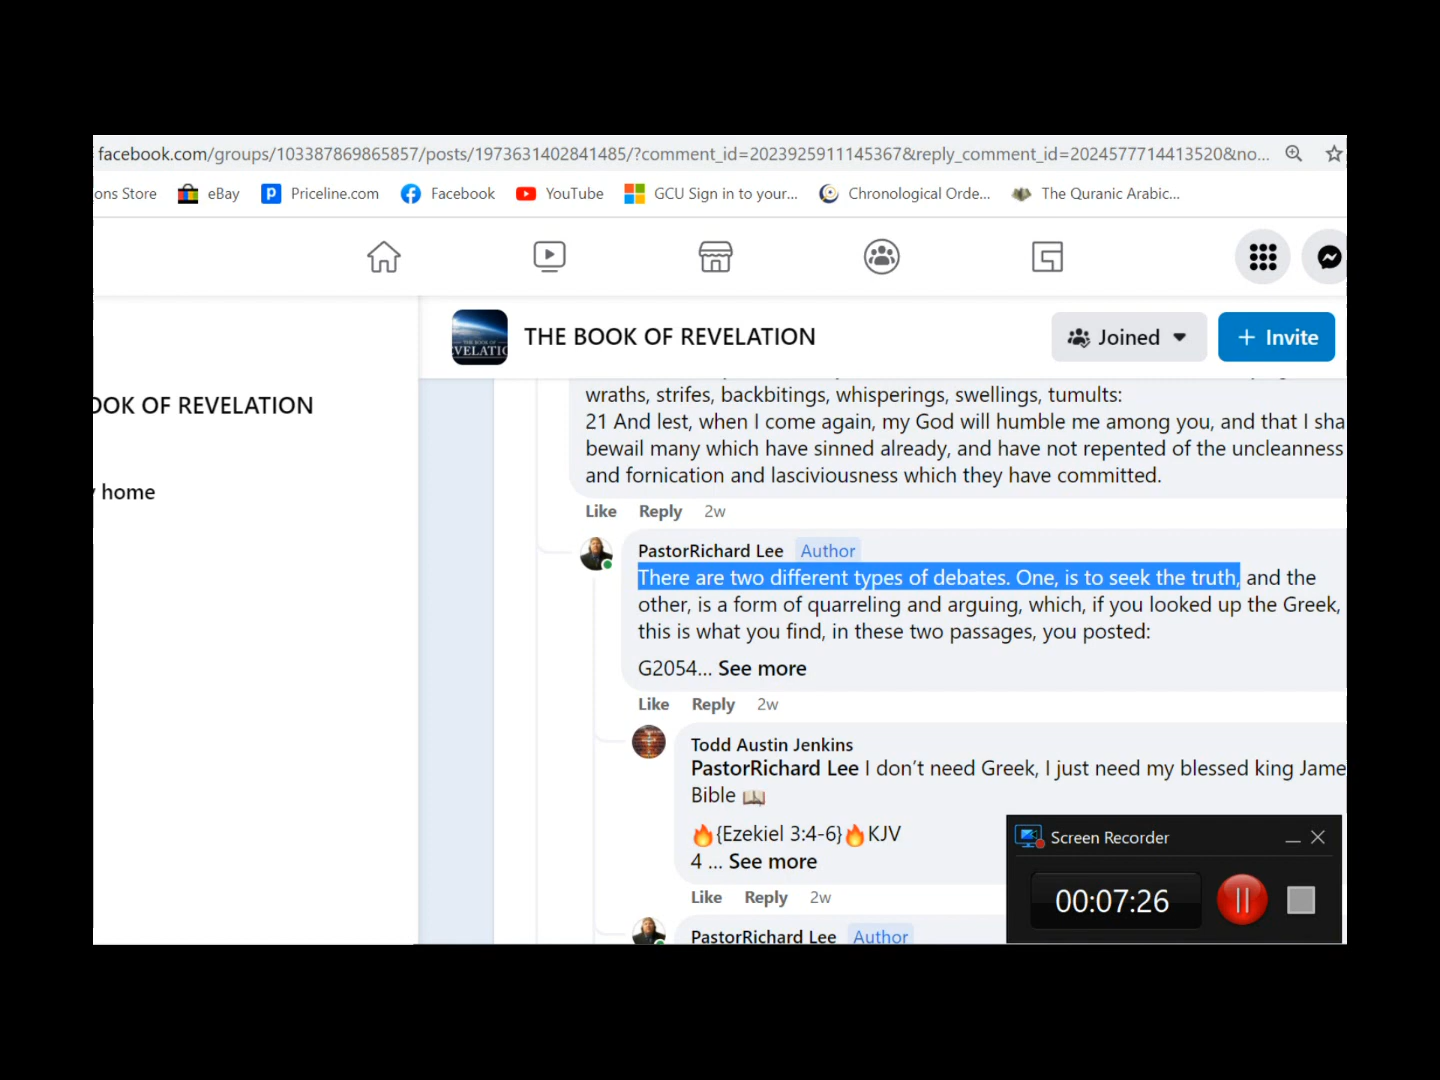 facebook.com/groups/103387869865857/posts/1973631402841485/?comment_id=2023925911145367&reply_comment_id=2024577714413520&no...
ons Store eBay Priceline.com Facebook YouTube GCU Sign in to your... Chronological Orde... The Quranic Arabic...
THE BOOK OF REVELATION Joined + Invite
OOK OF REVELATION
home
wraths, strifes, backbitings, whisperings, swellings, tumults:
21 And lest, when I come again, my God will humble me among you, and that I sha
bewail many which have sinned already, and have not repented of the uncleanness
and fornication and lasciviousness which they have committed.
Like Reply 2w
PastorRichard Lee Author
There are two different types of debates. One, is to seek the truth, and the
other, is a form of quarreling and arguing, which, if you looked up the Greek,
this is what you find, in these two passages, you posted:
G2054... See more
Like Reply 2w
Todd Austin Jenkins
PastorRichard Lee I don't need Greek, I just need my blessed king Jame
Bible 📖
🔥{Ezekiel 3:4-6}🔥KJV
4 ... See more
Like Reply 2w
PastorRichard Lee Author
Screen Recorder
00:07:26